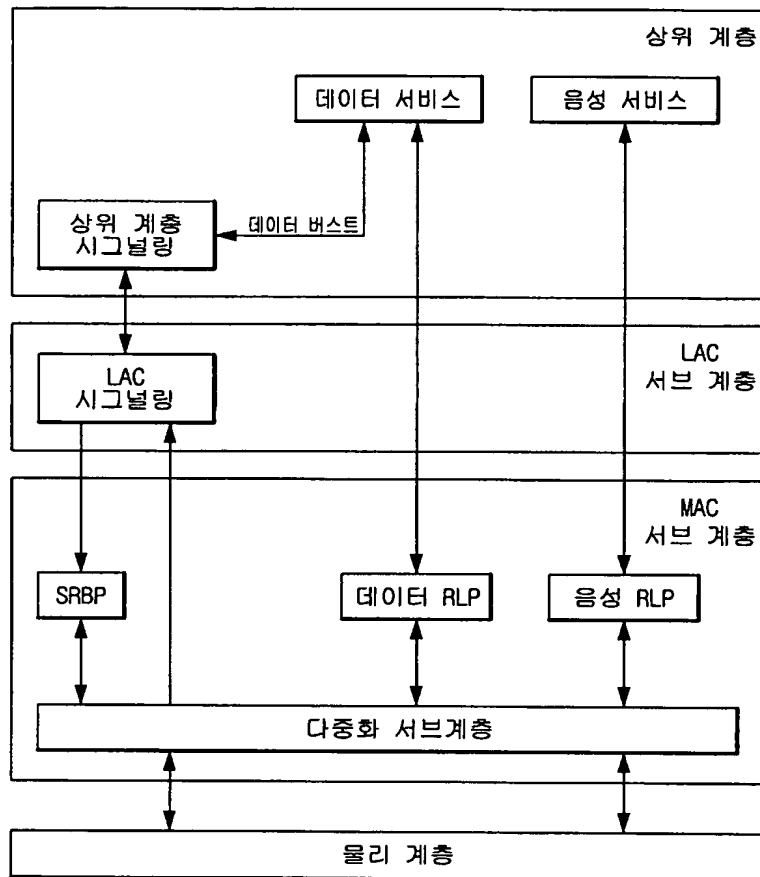 상위 계층
데이터 서비스
음성 서비스
상위 계층
시그널링
데이터 버스트
LAC
서브 계층
LAC
시그널링
MAC
서브 계층
SRBP
데이터 RLP
음성 RLP
다중화 서브계층
물리 계층